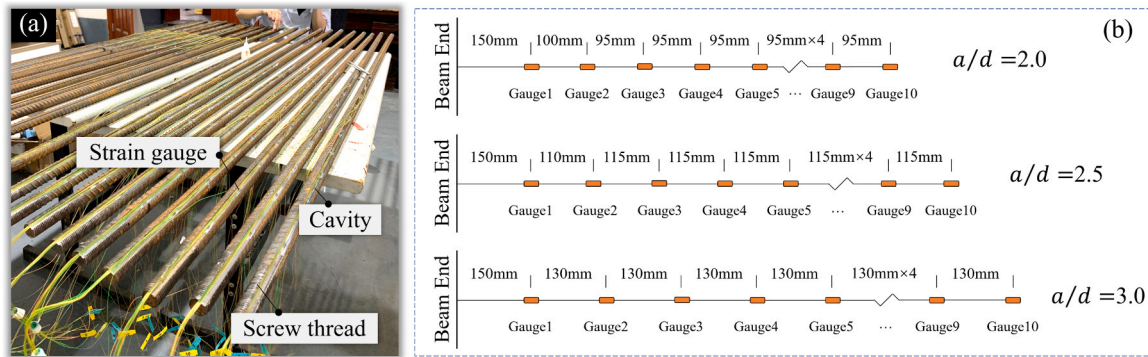 (a)
Strain gauge
Cavity
Screw thread
(b)
Beam End
150mm 100mm 95mm 95mm 95mm 95mm×4 95mm
Gauge1 Gauge2 Gauge3 Gauge4 Gauge5 ... Gauge9 Gauge10
a/d=2.0
Beam End
150mm 110mm 115mm 115mm 115mm 115mm×4 115mm
Gauge1 Gauge2 Gauge3 Gauge4 Gauge5 ... Gauge9 Gauge10
a/d=2.5
Beam End
150mm 130mm 130mm 130mm 130mm 130mm×4 130mm
Gauge1 Gauge2 Gauge3 Gauge4 Gauge5 ... Gauge9 Gauge10
a/d=3.0